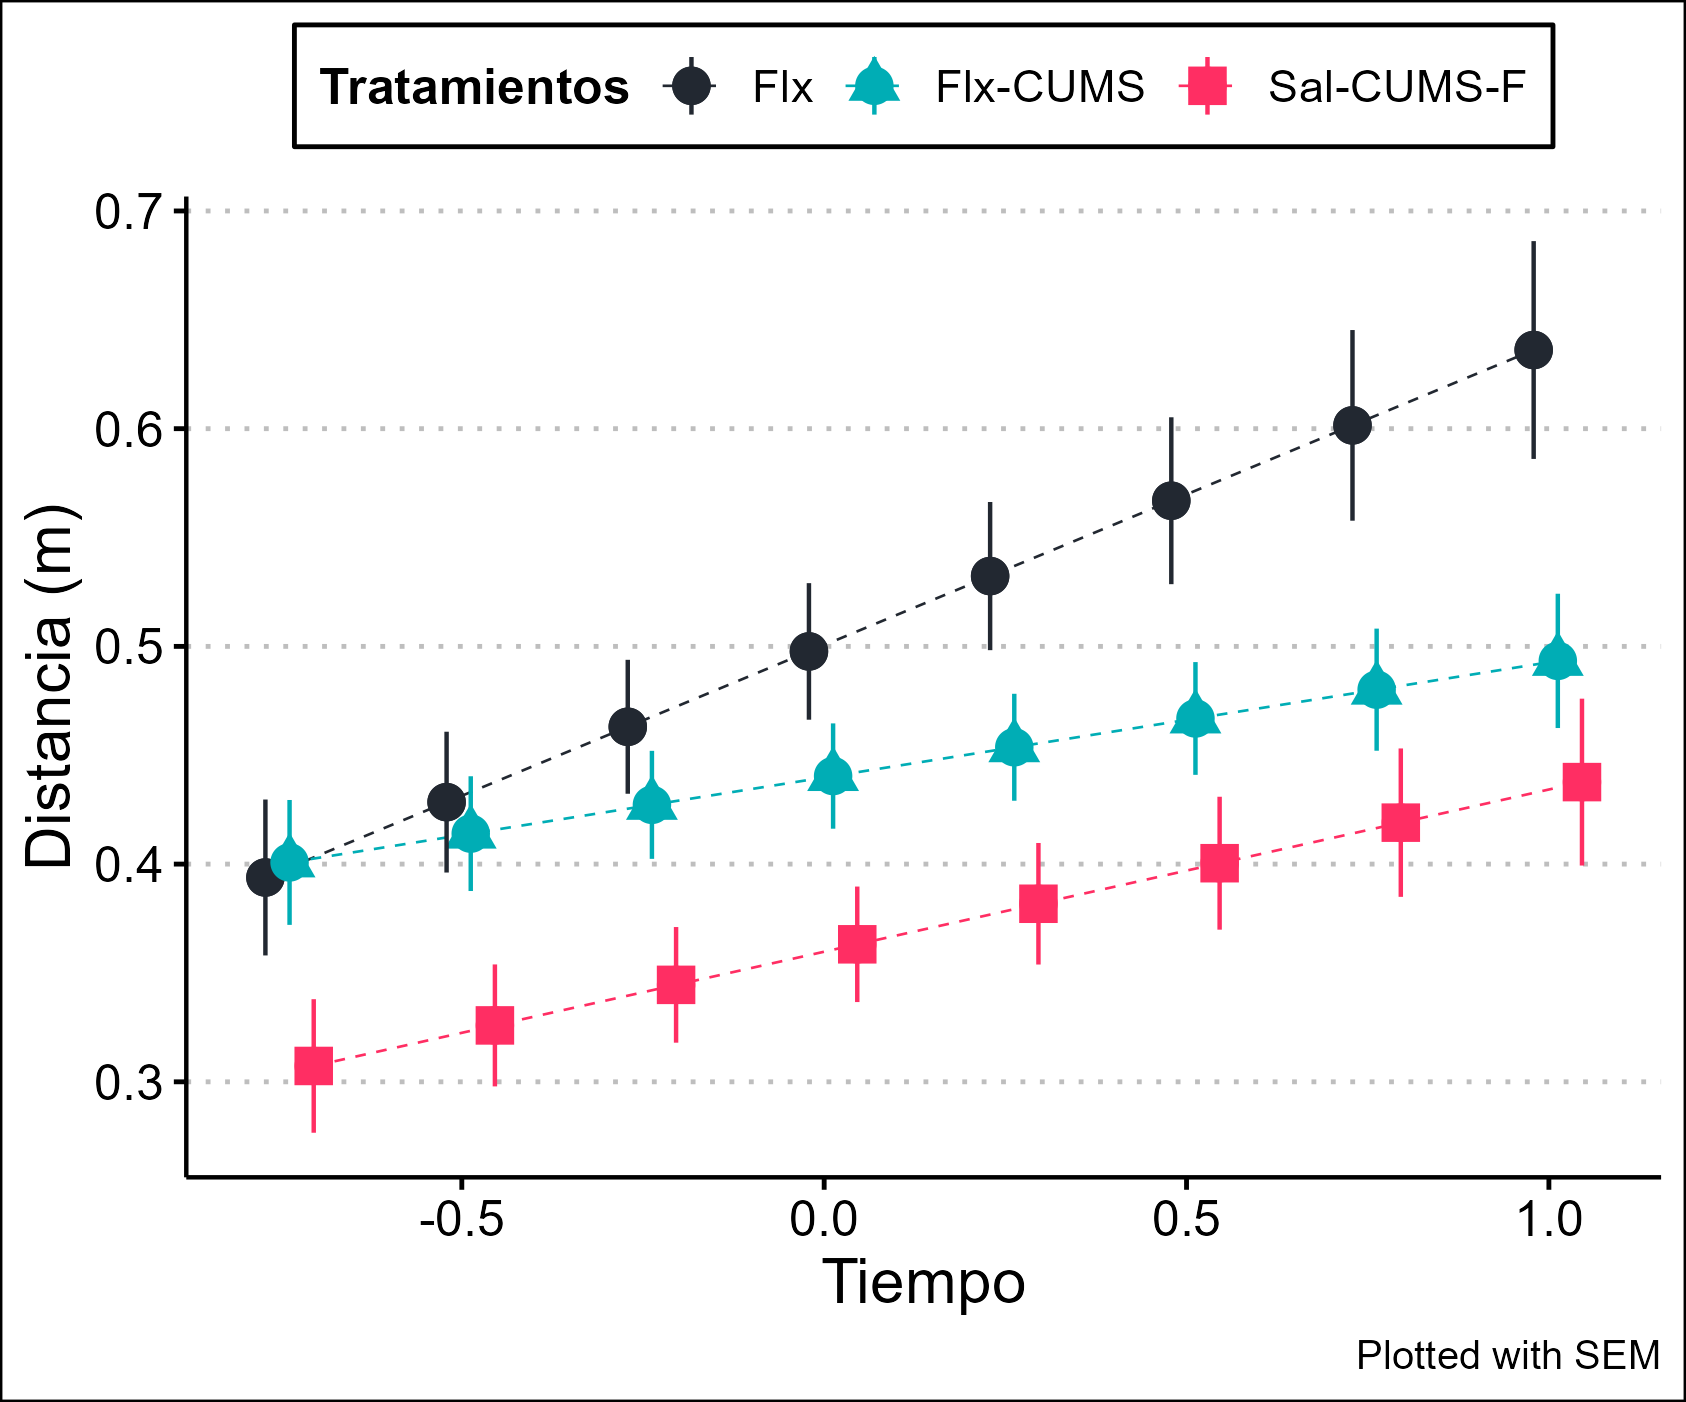 Tratamientos Flx Flx-CUMS Sal-CUMS-F
0.7
0.6
0.5
0.4
0.3
Distancia (m)
-0.5 0.0 0.5 1.0
Tiempo
Plotted with SEM